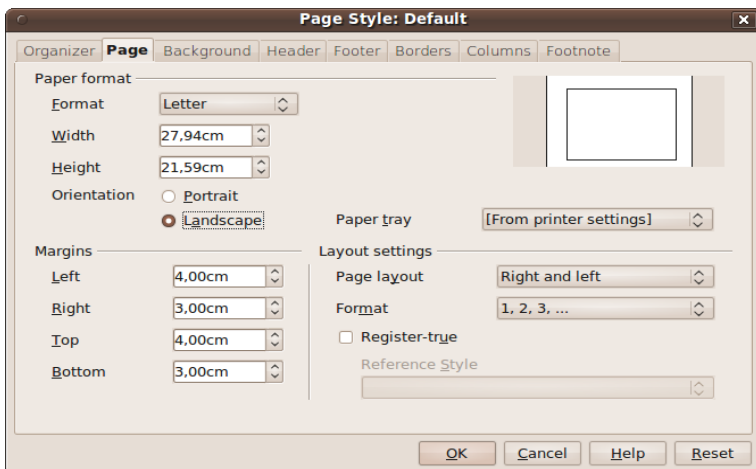 Page Style: Default
Organizer Page Background Header Footer Borders Columns Footnote
Paper format
Format Letter
Width 27,94cm
Height 21,59cm
Orientation Portrait
Landscape
Paper tray [From printer settings]
Margins
Left 4,00cm
Right 3,00cm
Top 4,00cm
Bottom 3,00cm
Layout settings
Page layout Right and left
Format 1, 2, 3, ...
Register-true
Reference Style
OK Cancel Help Reset